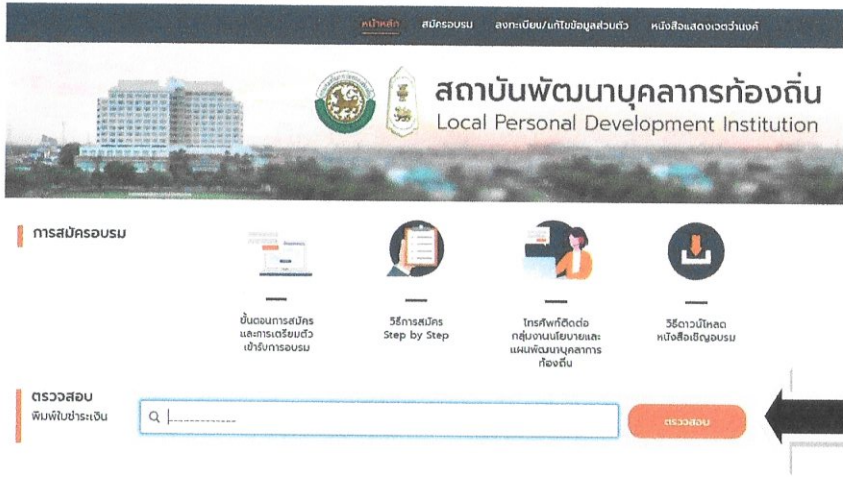 หน้าหลัก สมัครอบรม ลงทะเบียน/แก้ไขข้อมูลส่วนตัว หนังสือแสดงเจตจำนงค์
สถาบันพัฒนาบุคลากรท้องถิ่น
Local Personal Development Institution
การสมัครอบรม
ขั้นตอนการสมัคร
และการเตรียมตัว
เข้ารับการอบรม
วิธีการสมัคร
Step by Step
โทรศัพท์ติดต่อ
กลุ่มงานนโยบายและ
แผนพัฒนาบุคลาการ
ท้องถิ่น
วิธีดาวน์โหลด
หนังสือเชิญอบรม
ตรวจสอบ
พิมพ์ใบชำระเงิน
ตรวจสอบ